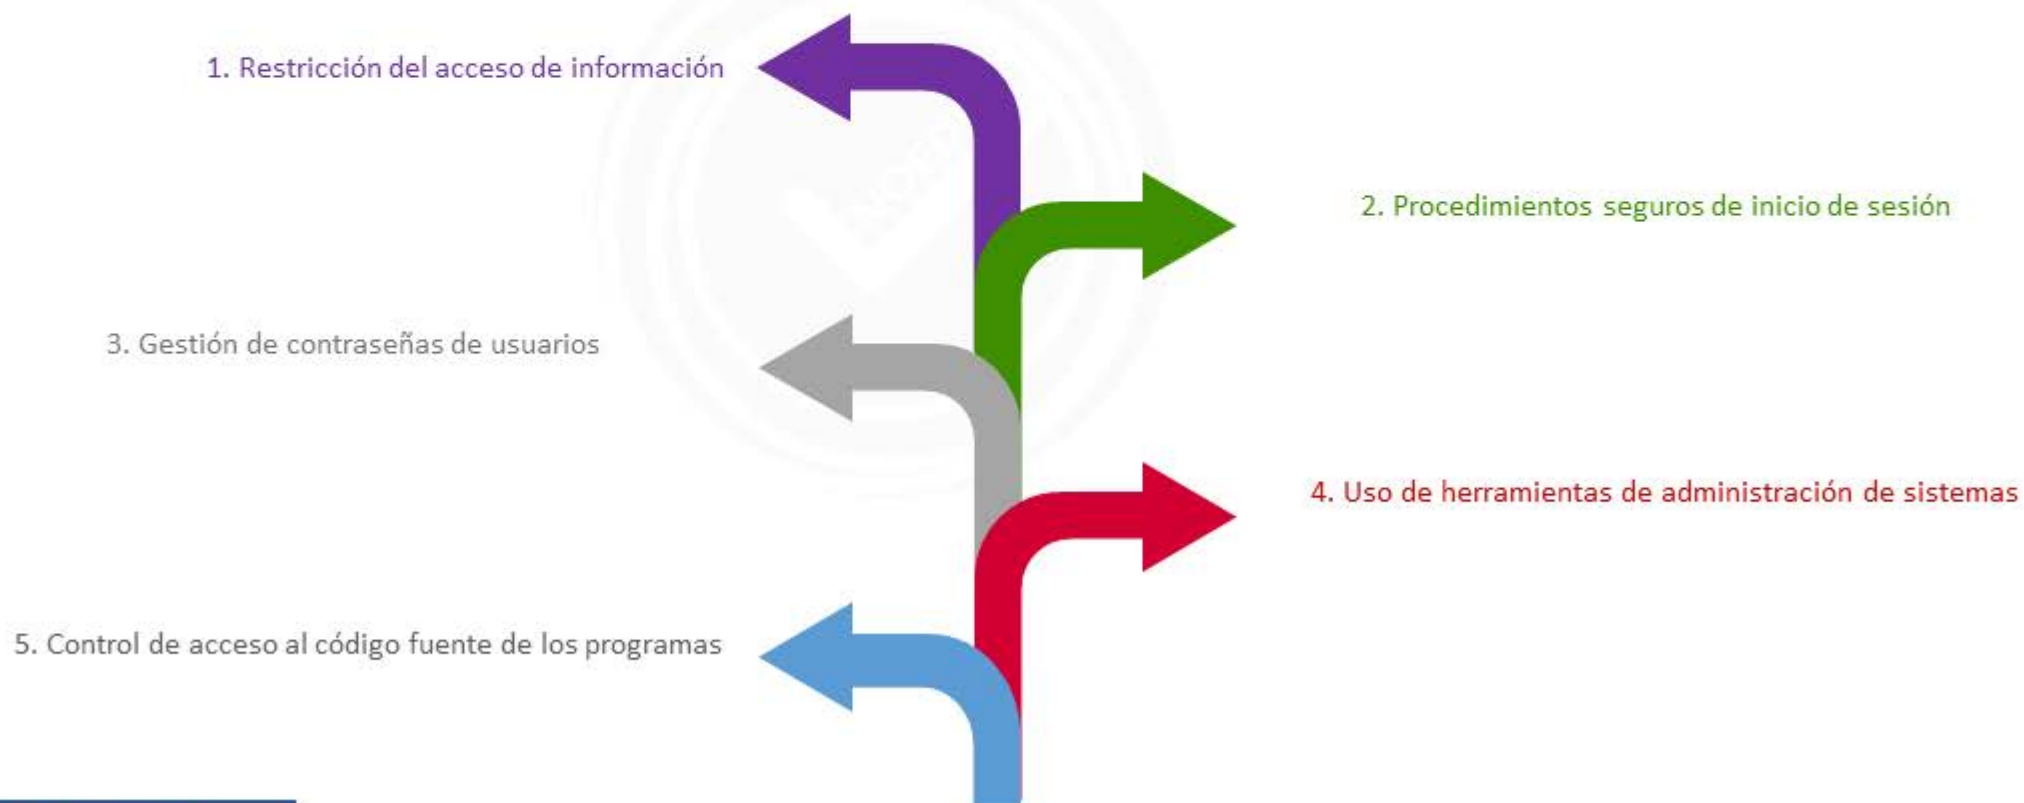 1. Restricción del acceso de información
2. Procedimientos seguros de inicio de sesión
3. Gestión de contraseñas de usuarios
4. Uso de herramientas de administración de sistemas
5. Control de acceso al código fuente de los programas